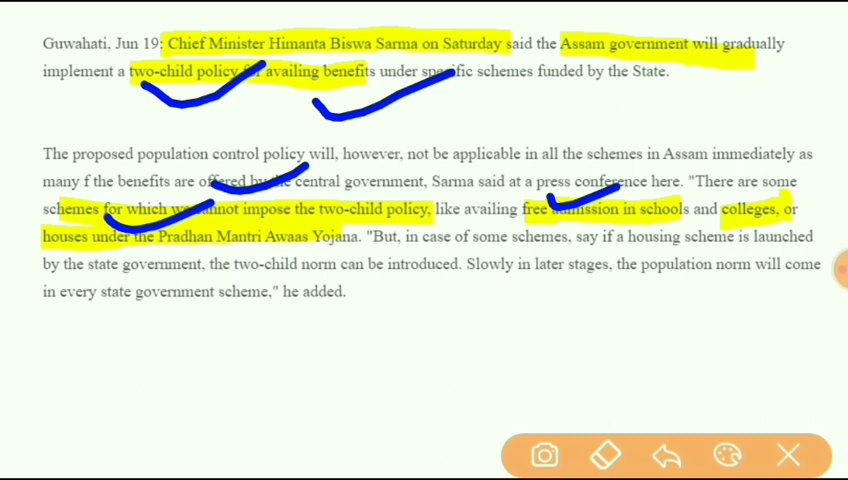 Guwahati, Jun 19: Chief Minister Himanta Biswa Sarma on Saturday said the Assam government will gradually
implement a two-child policy for availing benefits under specific schemes funded by the State.
The proposed population control policy will, however, not be applicable in all the schemes in Assam immediately as
many f the benefits are offered by the central government, Sarma said at a press conference here. "There are some
schemes for which we cannot impose the two-child policy, like availing free admission in schools and colleges, or
houses under the Pradhan Mantri Awaas Yojana. "But, in case of some schemes, say if a housing scheme is launched
by the state government, the two-child norm can be introduced. Slowly in later stages, the population norm will come
in every state government scheme," he added.